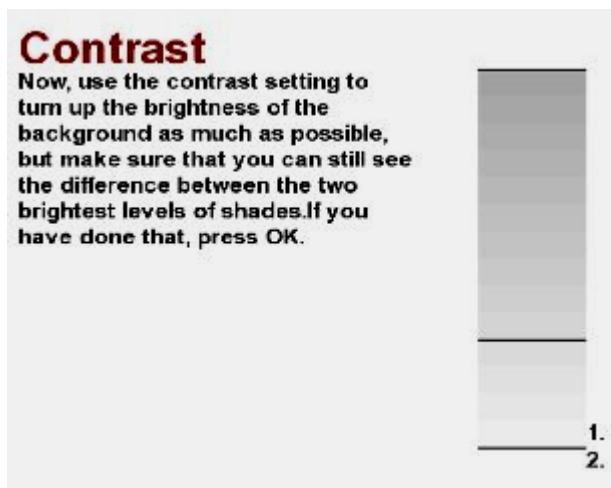 Contrast
Now, use the contrast setting to
turn up the brightness of the
background as much as possible,
but make sure that you can still see
the difference between the two
brightest levels of shades.If you
have done that, press OK.
1.
2.